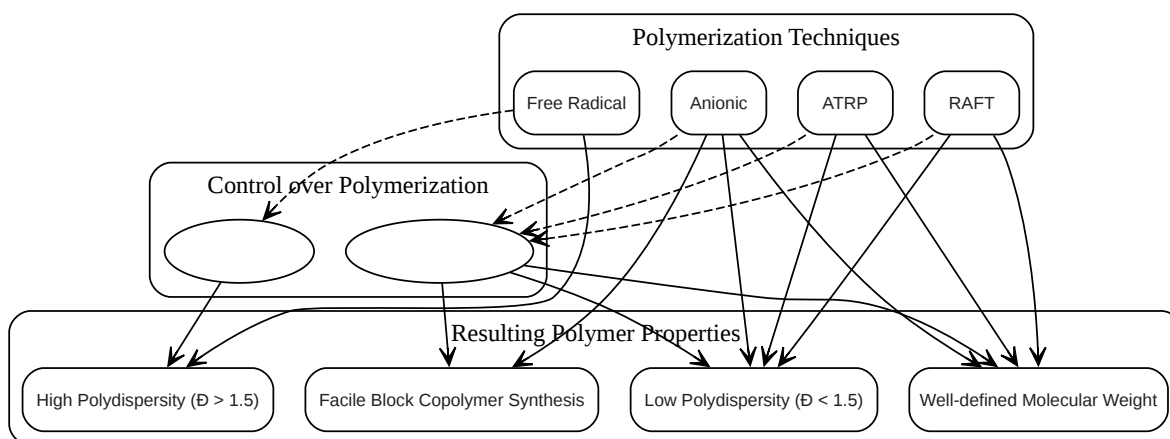 Polymerization Techniques
Free Radical
Anionic
ATRP
RAFT
Control over Polymerization
Resulting Polymer Properties
High Polydispersity (Đ > 1.5)
Facile Block Copolymer Synthesis
Low Polydispersity (Đ < 1.5)
Well-defined Molecular Weight